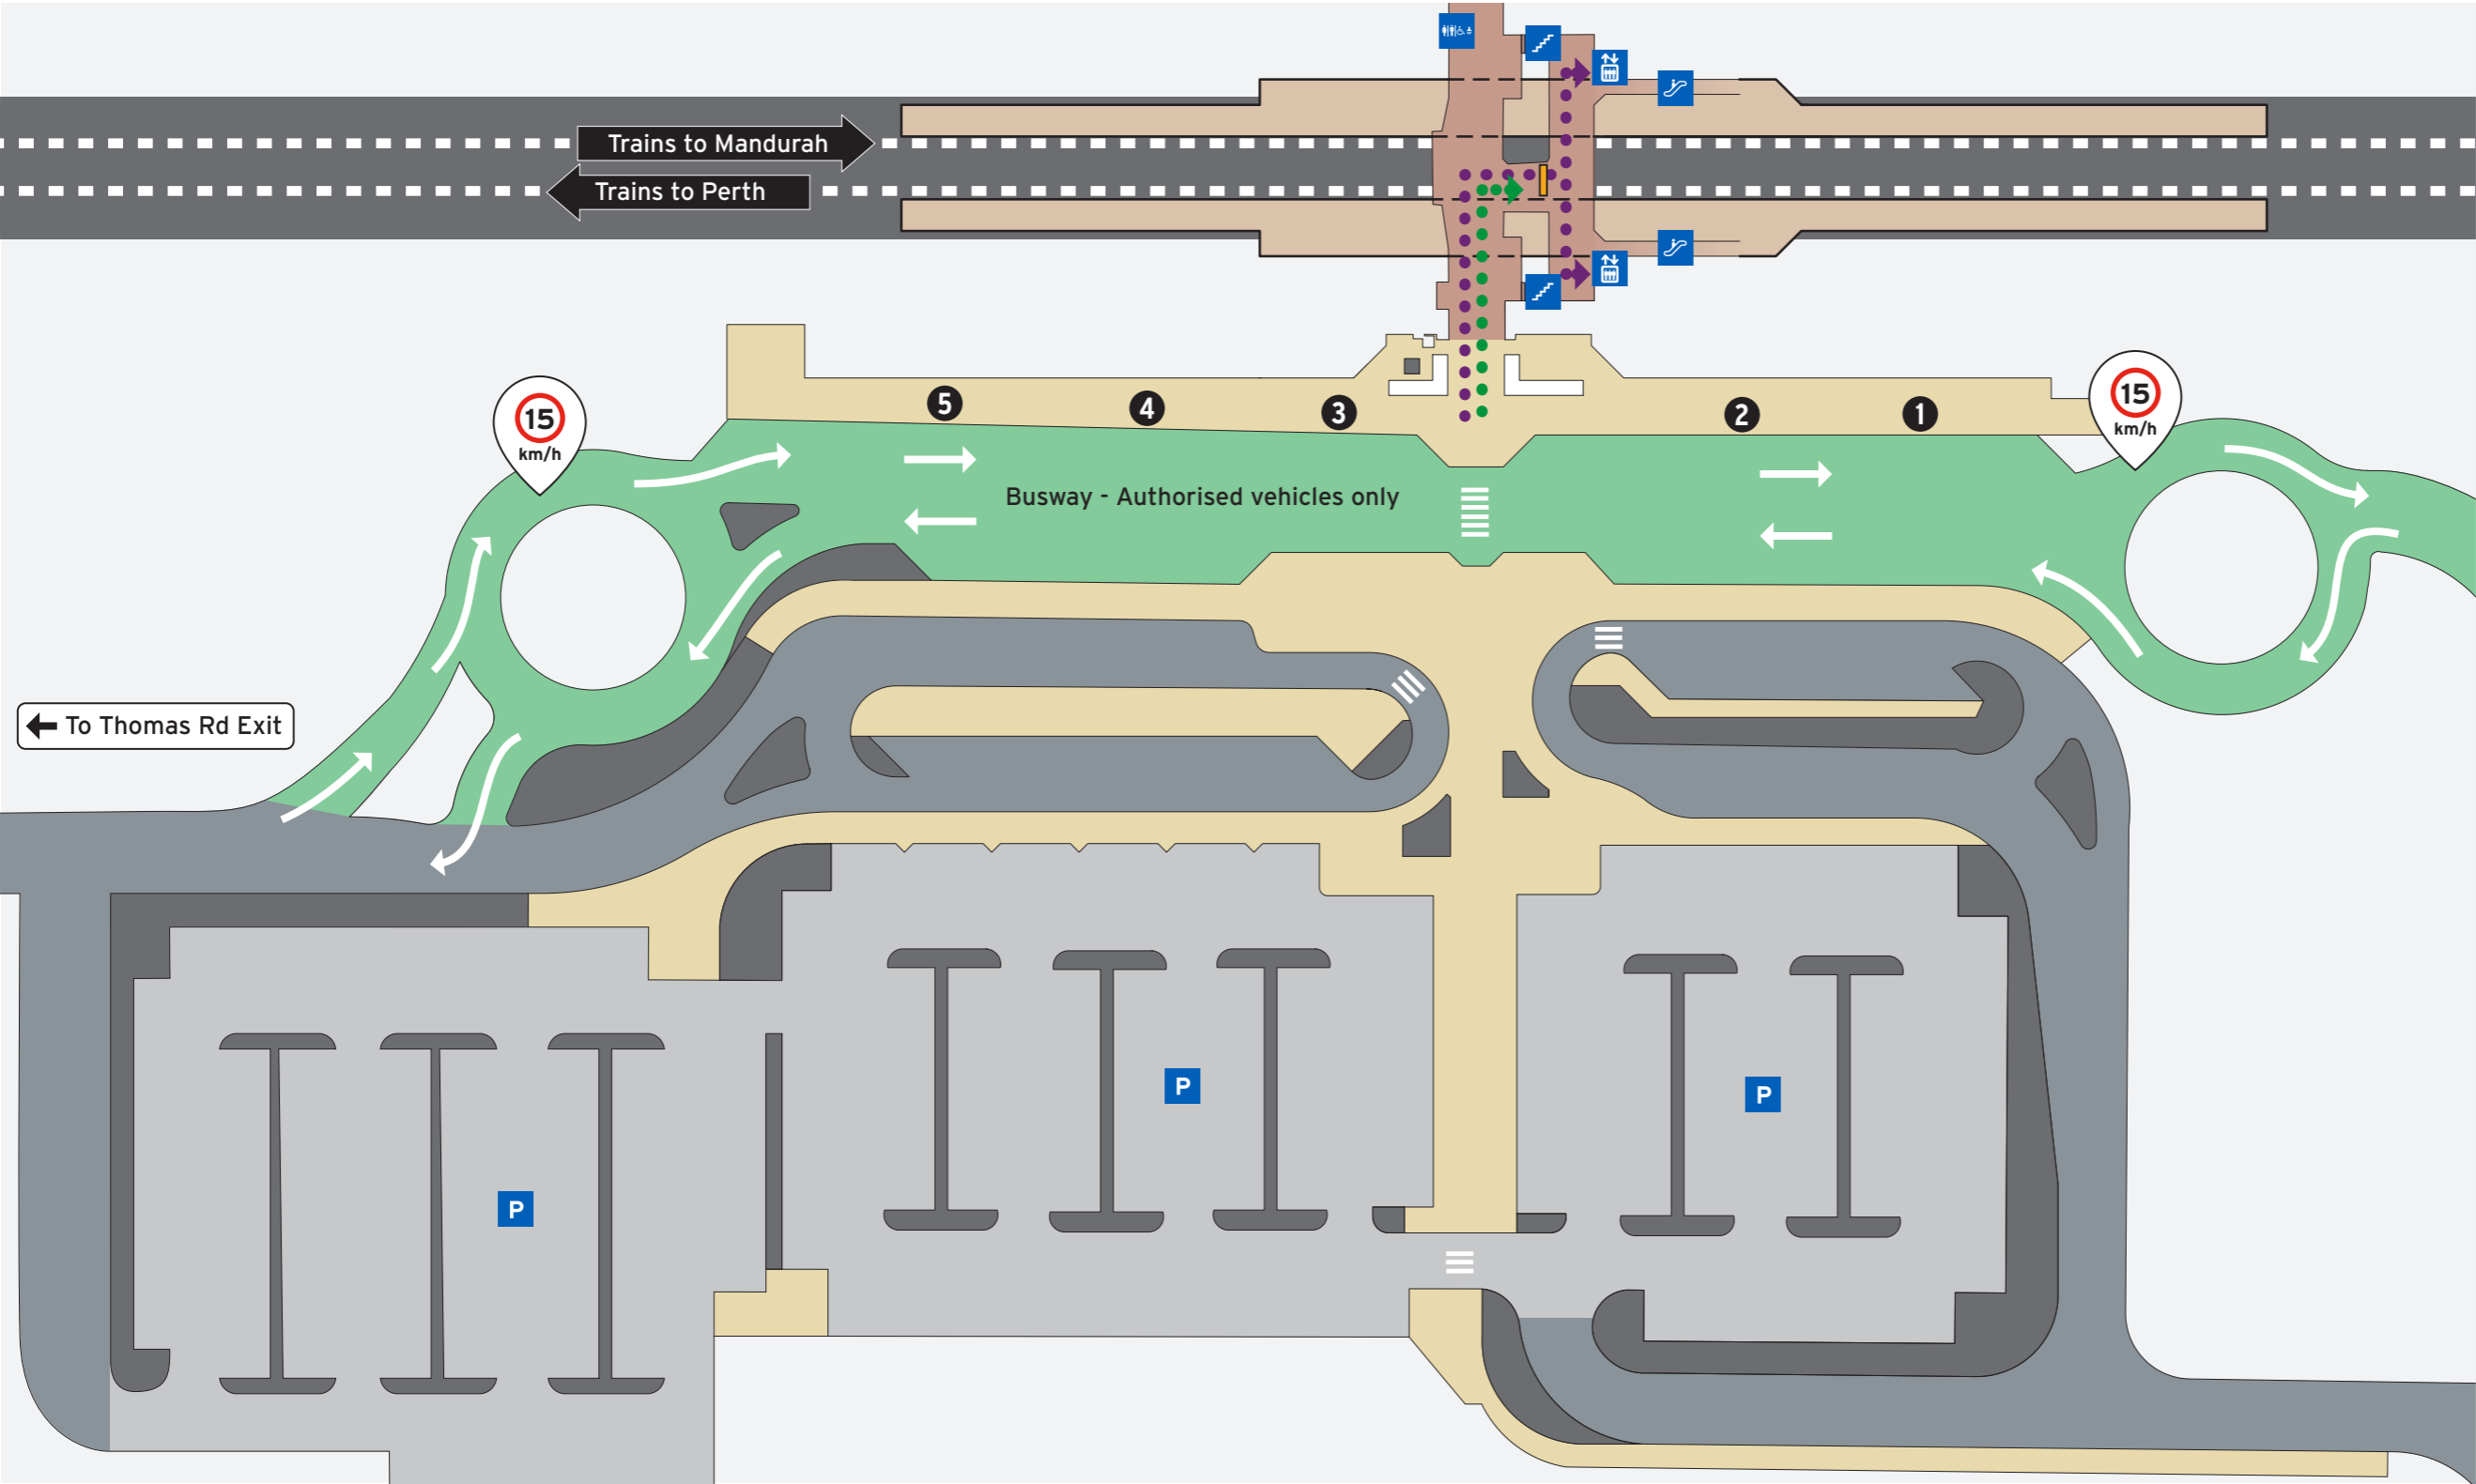 Trains to Mandurah
Trains to Perth
5
4
3
2
1
15
km/h
15
km/h
Busway - Authorised vehicles only
To Thomas Rd Exit
P
P
P